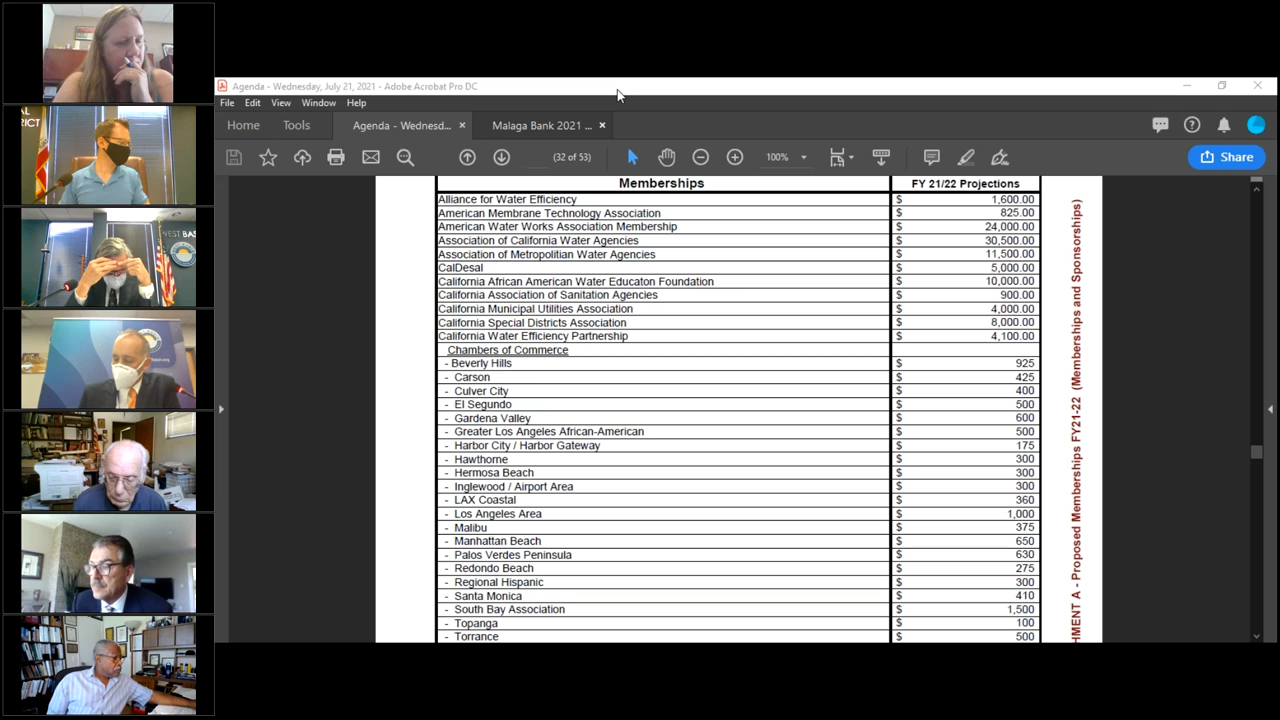 Agenda - Wednesday, July 21, 2021 - Adobe Acrobat Pro DC
File Edit View Window Help
Home Tools Agenda - Wednesd... × Malaga Bank 2021 ... ×
(32 of 53) 100% Share
Memberships FY 21/22 Projections
Alliance for Water Efficiency $ 1,600.00
American Membrane Technology Association $ 825.00
American Water Works Association Membership $ 24,000.00
Association of California Water Agencies $ 30,500.00
Association of Metropolitan Water Agencies $ 11,500.00
CalDesal $ 5,000.00
California African American Water Educaton Foundation $ 10,000.00
California Association of Sanitation Agencies $ 900.00
California Municipal Utilities Association $ 4,000.00
California Special Districts Association $ 8,000.00
California Water Efficiency Partnership $ 4,100.00
Chambers of Commerce
- Beverly Hills $ 925
- Carson $ 425
- Culver City $ 400
- El Segundo $ 500
- Gardena Valley $ 600
- Greater Los Angeles African-American $ 500
- Harbor City / Harbor Gateway $ 175
- Hawthorne $ 300
- Hermosa Beach $ 300
- Inglewood / Airport Area $ 300
- LAX Coastal $ 360
- Los Angeles Area $ 1,000
- Malibu $ 375
- Manhattan Beach $ 650
- Palos Verdes Peninsula $ 630
- Redondo Beach $ 275
- Regional Hispanic $ 300
- Santa Monica $ 410
- South Bay Association $ 1,500
- Topanga $ 100
- Torrance $ 500
HMENT A - Proposed Memberships FY21-22 (Memberships and Sponsorships)
WEST BAS